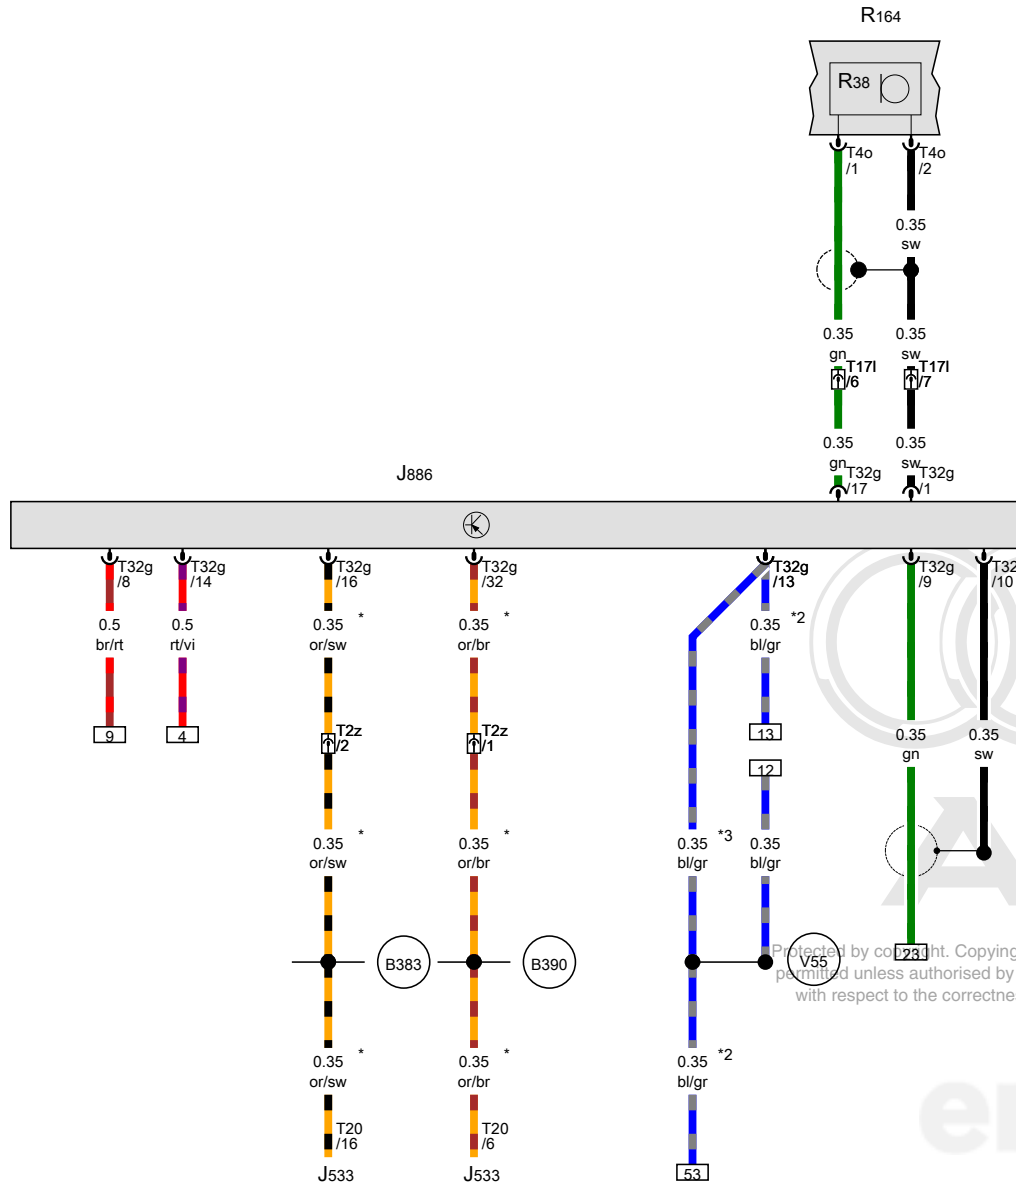 R164
R38
T4o
/1
T4o
/2
0.35
sw
0.35
gn
0.35
sw
T17l
/6
T17l
/7
0.35
gn
0.35
sw
T32g
/17
T32g
/1
J886
T32g
/8
T32g
/14
T32g
/16
T32g
/32
T32g
/13
T32g
/9
T32
/10
0.5
br/rt
0.5
rt/vi
0.35 *
or/sw
0.35 *
or/br
0.35 *2
bl/gr
9
4
T2z
/2
T2z
/1
13
12
0.35
gn
0.35
sw
0.35 *
or/sw
0.35 *
or/br
0.35 *3
bl/gr
0.35
bl/gr
B383
B390
V55
23
Protected by copyright. Copying
permitted unless authorised by
with respect to the correctne
0.35 *
or/sw
0.35 *
or/br
0.35 *2
bl/gr
T20
/16
T20
/6
J533
J533
53
er